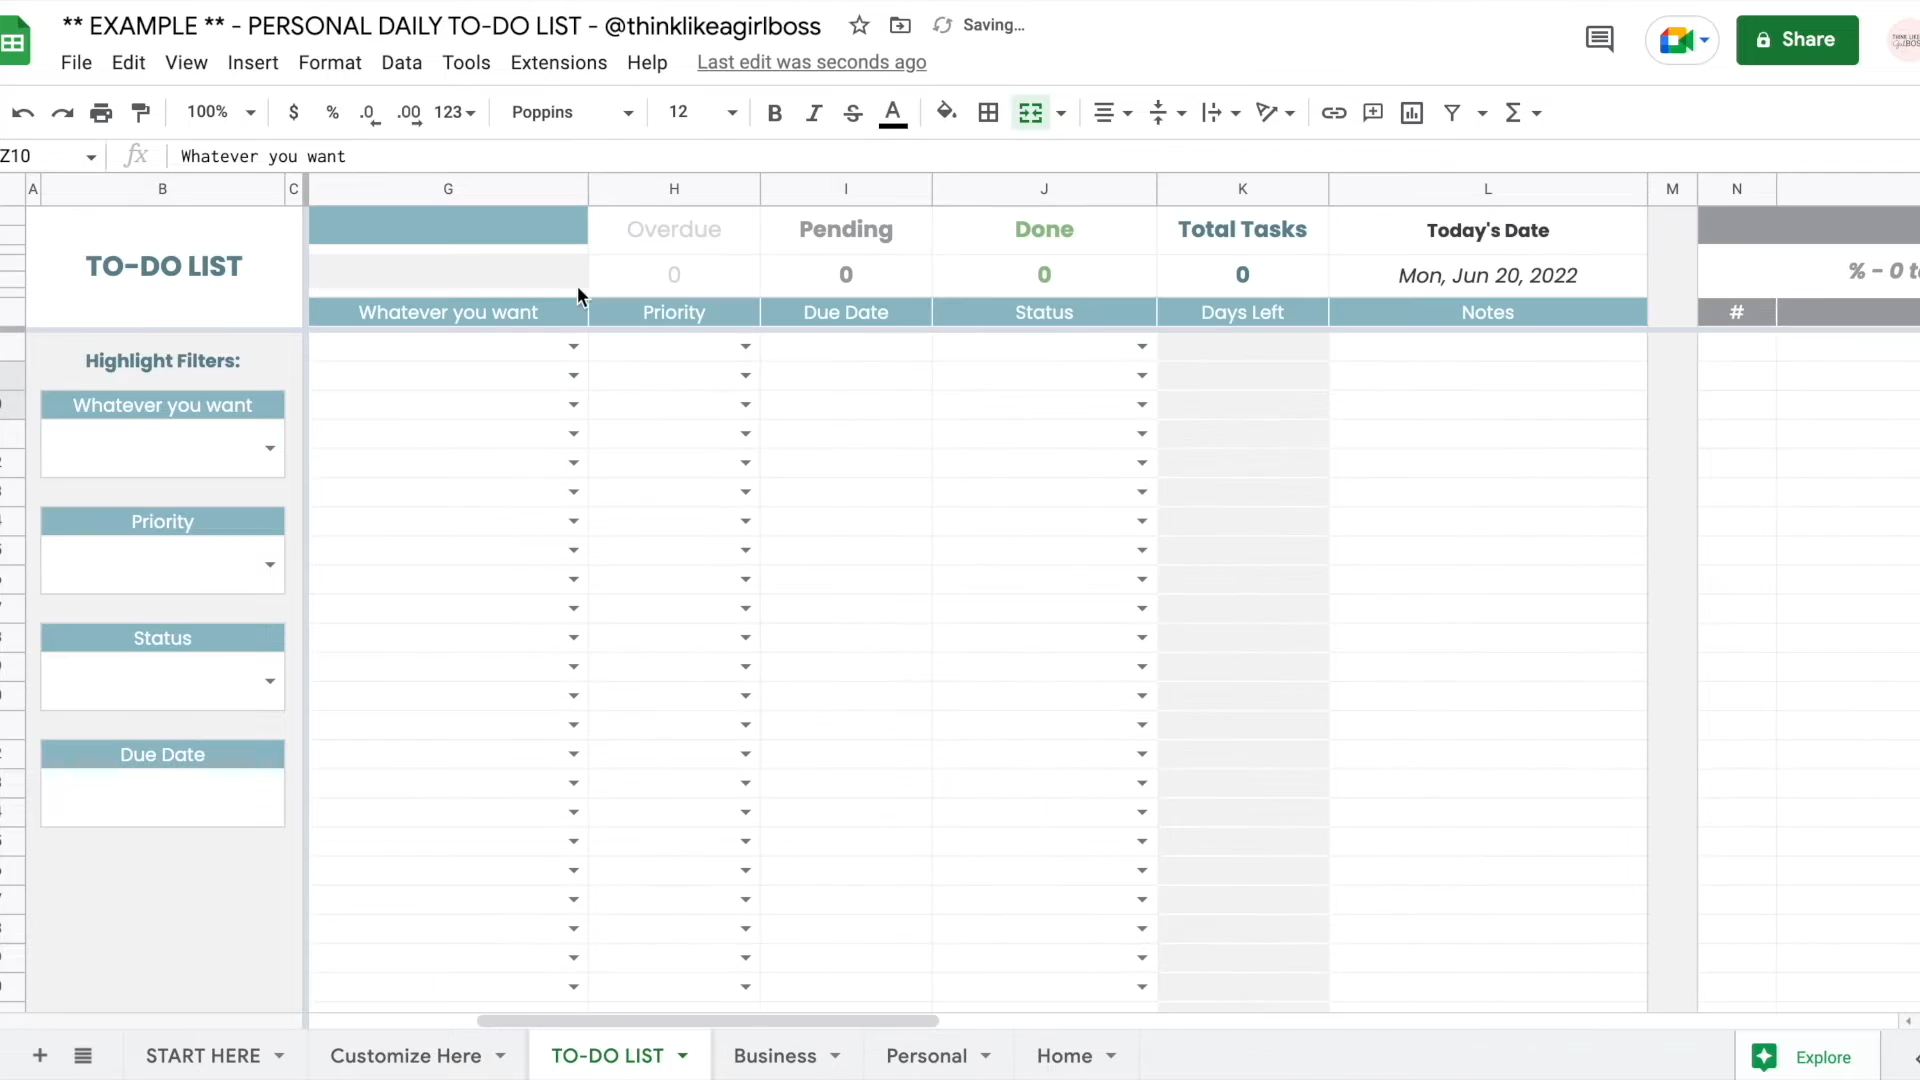 ** EXAMPLE ** - PERSONAL DAILY TO-DO LIST - @thinklikeagirlboss
Saving...
Share
File Edit View Insert Format Data Tools Extensions Help Last edit was seconds ago
100% $ % .0 .00 123 Poppins 12 B I S A
Z10 fx Whatever you want
A B C G H I J K L M N
TO-DO LIST
Overdue Pending Done Total Tasks Today's Date
0 0 0 0 Mon, Jun 20, 2022
% - 0
Whatever you want Priority Due Date Status Days Left Notes #
Highlight Filters:
Whatever you want
Priority
Status
Due Date
START HERE Customize Here TO-DO LIST Business Personal Home Explore